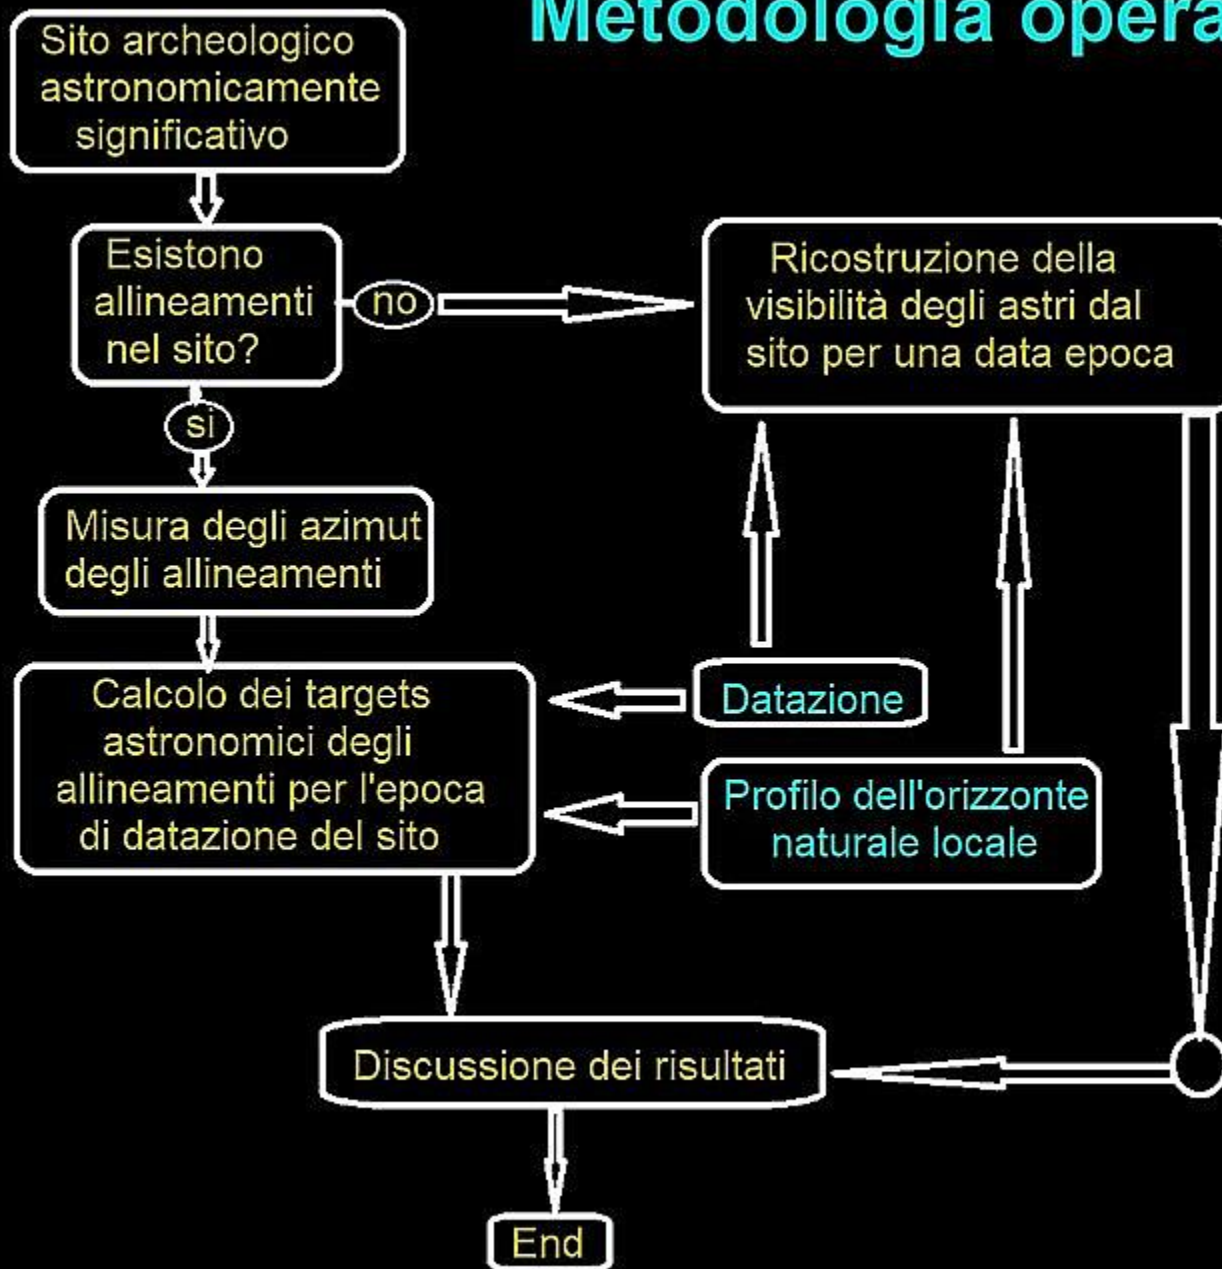 Metodologia opera
Sito archeologico
astronomicamente
significativo
Esistono
allineamenti
nel sito?
no
Ricostruzione della
visibilità degli astri dal
sito per una data epoca
si
Misura degli azimut
degli allineamenti
Calcolo dei targets
astronomici degli
allineamenti per l'epoca
di datazione del sito
Datazione
Profilo dell'orizzonte
naturale locale
Discussione dei risultati
End